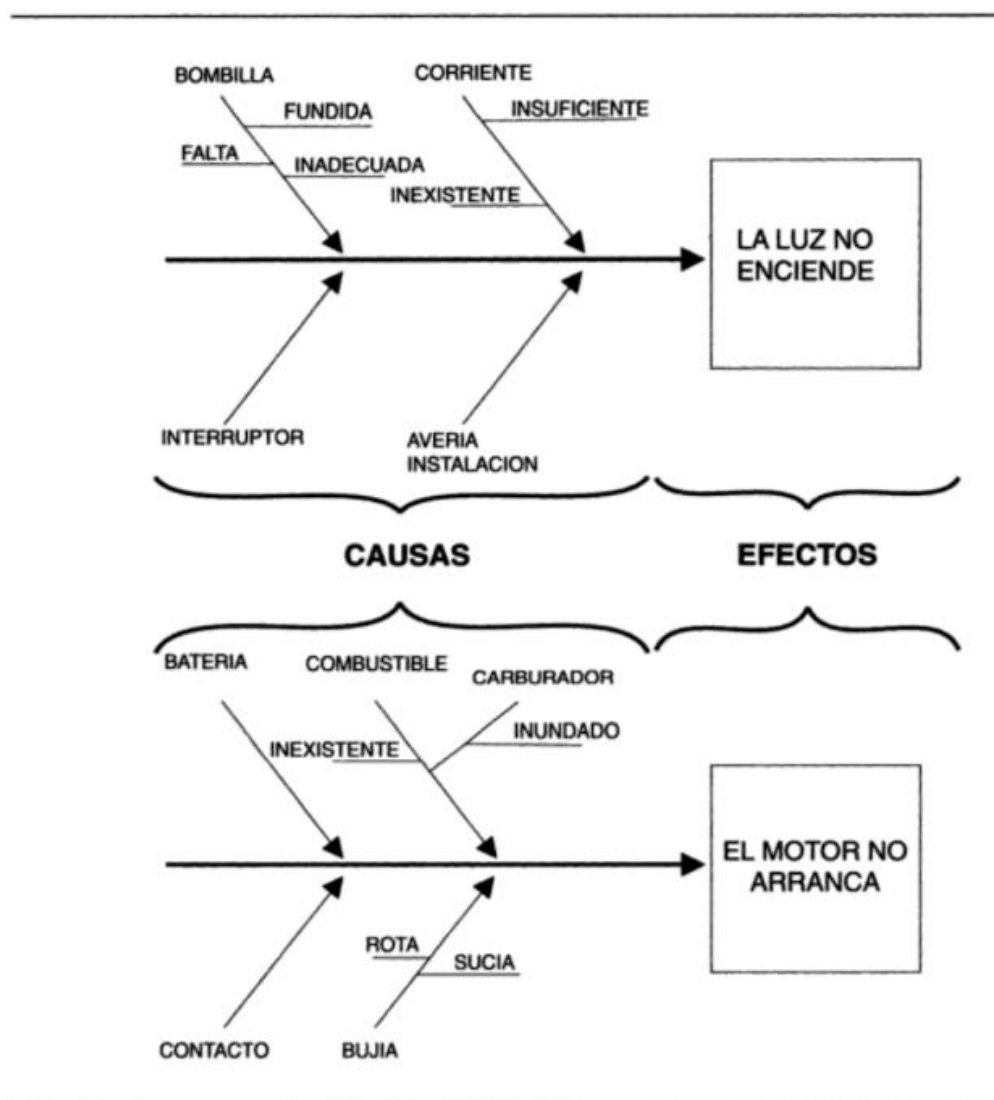 BOMBILLA
CORRIENTE
FUNDIDA
INSUFICIENTE
FALTA
INADECUADA
INEXISTENTE
LA LUZ NO
ENCIENDE
INTERRUPTOR
AVERIA
INSTALACION
CAUSAS
EFECTOS
BATERIA
COMBUSTIBLE
CARBURADOR
INEXISTENTE
INUNDADO
EL MOTOR NO
ARRANCA
ROTA
SUCIA
CONTACTO
BUJIA